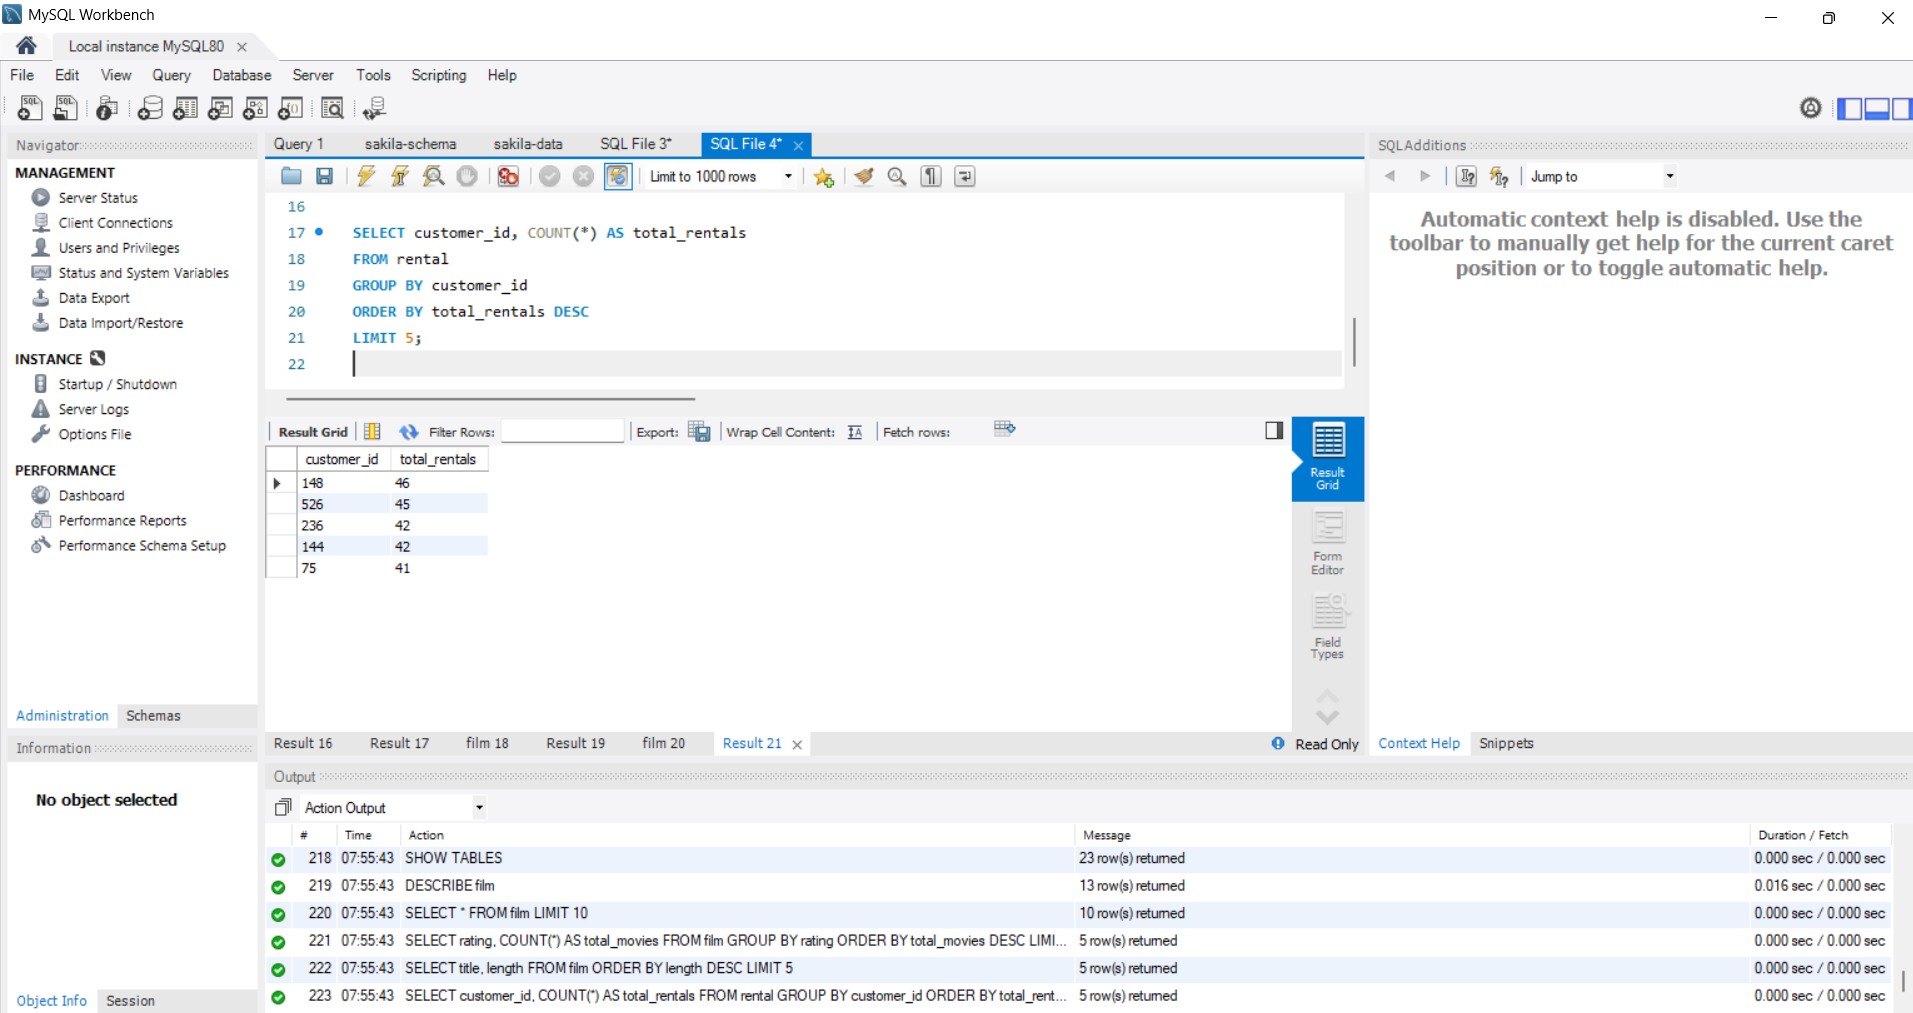 MySQL Workbench
Local instance MySQL80
File Edit View Query Database Server Tools Scripting Help
Navigator
MANAGEMENT
Server Status
Client Connections
Users and Privileges
Status and System Variables
Data Export
Data Import/Restore
INSTANCE
Startup / Shutdown
Server Logs
Options File
PERFORMANCE
Dashboard
Performance Reports
Performance Schema Setup
Administration Schemas
Information
No object selected
Object Info Session
Query 1 sakila-schema sakila-data SQL File 3* SQL File 4*
Limit to 1000 rows
16
17 SELECT customer_id, COUNT(*) AS total_rentals
18 FROM rental
19 GROUP BY customer_id
20 ORDER BY total_rentals DESC
21 LIMIT 5;
22
Result Grid Filter Rows: Export: Wrap Cell Content: Fetch rows:
customer_id total_rentals
148 46
526 45
236 42
144 42
75 41
Result Grid
Form Editor
Field Types
Result 16 Result 17 film 18 Result 19 film 20 Result 21 Read Only
SQLAdditions
Jump to
Automatic context help is disabled. Use the
toolbar to manually get help for the current caret
position or to toggle automatic help.
Context Help Snippets
Output
Action Output
# Time Action Message Duration / Fetch
218 07:55:43 SHOW TABLES 23 row(s) returned 0.000 sec / 0.000 sec
219 07:55:43 DESCRIBE film 13 row(s) returned 0.016 sec / 0.000 sec
220 07:55:43 SELECT * FROM film LIMIT 10 10 row(s) returned 0.000 sec / 0.000 sec
221 07:55:43 SELECT rating, COUNT(*) AS total_movies FROM film GROUP BY rating ORDER BY total_movies DESC LIMI... 5 row(s) returned 0.000 sec / 0.000 sec
222 07:55:43 SELECT title, length FROM film ORDER BY length DESC LIMIT 5 5 row(s) returned 0.000 sec / 0.000 sec
223 07:55:43 SELECT customer_id, COUNT(*) AS total_rentals FROM rental GROUP BY customer_id ORDER BY total_rent... 5 row(s) returned 0.000 sec / 0.000 sec